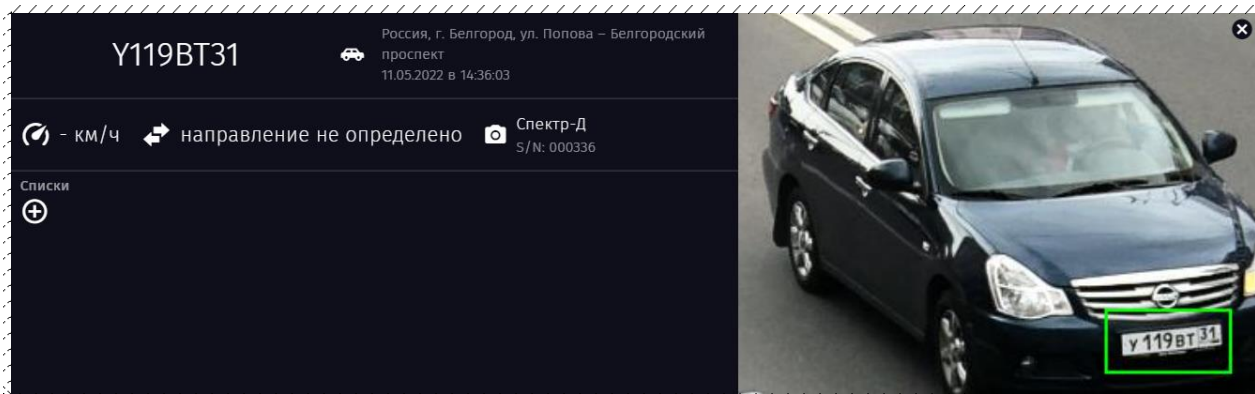 Y119BT31
Россия, г. Белгород, ул. Попова – Белгородский
проспект
11.05.2022 в 14:36:03
- км/ч
направление не определено
Спектр-Д
S/N: 000336
Списки
У 119 ВТ 31